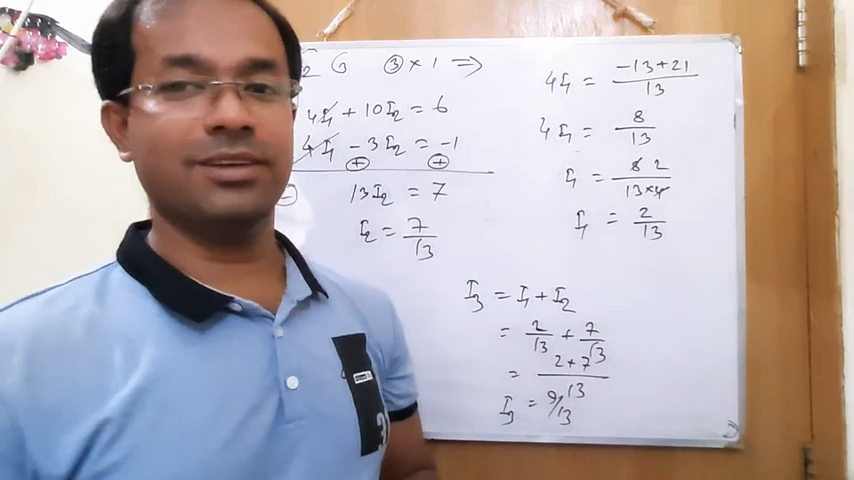 I2 ③ × 1 ⇒
4I1 + 10I2 = 6
4I1 - 3I2 = -1
⊕ ⊕
13I2 = 7
I2 = 7/13
4I1 = -13+21/13
4I1 = 8/13
I1 = 8 2/13×4
I1 = 2/13
I3 = I1 + I2
= 2/13 + 7/13
= 2+7/13
I3 = 9/13